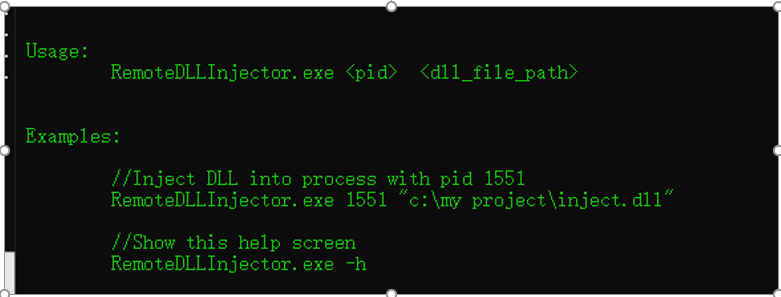 Usage:
RemoteDLLInjector.exe <pid> <dll_file_path>
Examples:
//Inject DLL into process with pid 1551
RemoteDLLInjector.exe 1551 "c:\my project\inject.dll"
//Show this help screen
RemoteDLLInjector.exe -h